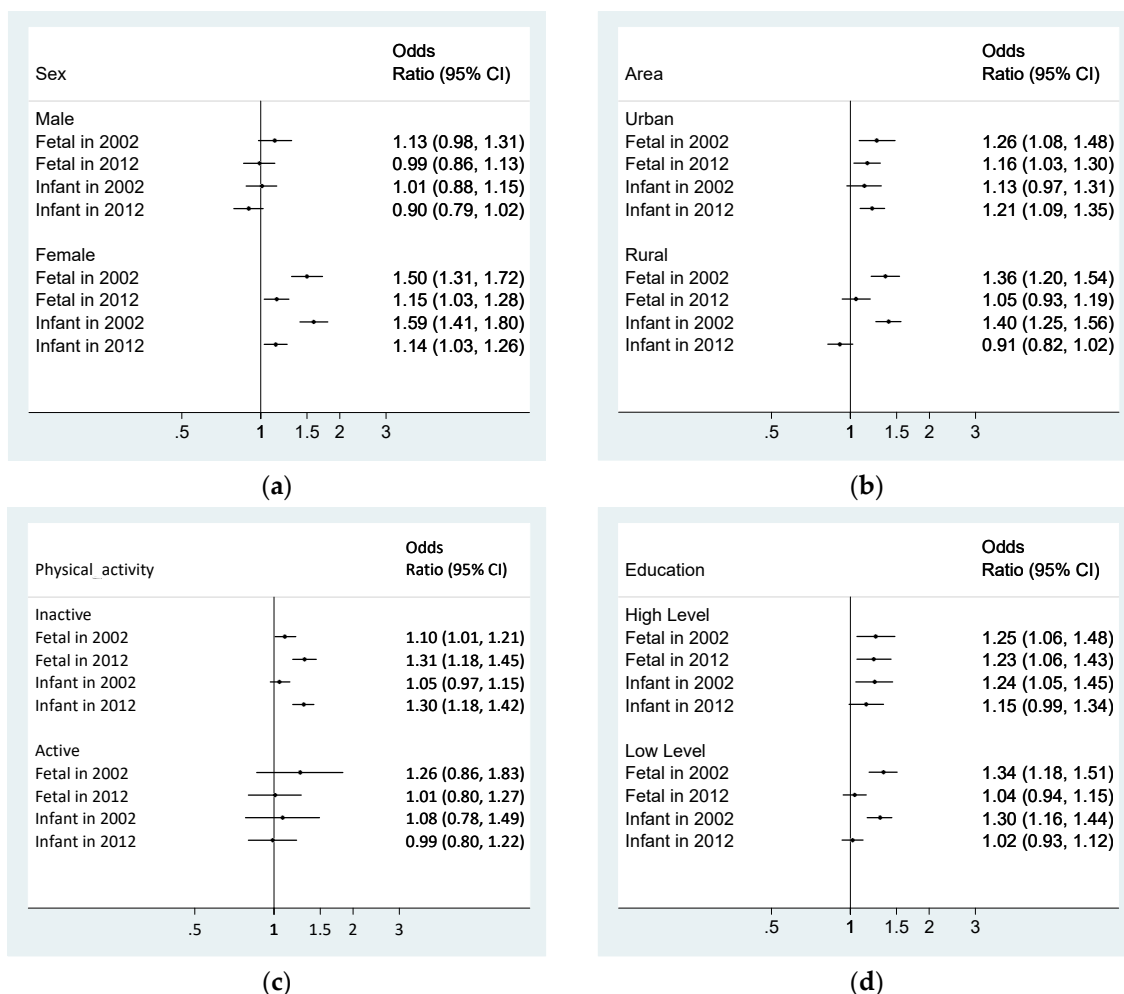 Odds
Sex Ratio (95% CI)
Male
Fetal in 2002 1.13 (0.98, 1.31)
Fetal in 2012 0.99 (0.86, 1.13)
Infant in 2002 1.01 (0.88, 1.15)
Infant in 2012 0.90 (0.79, 1.02)
Female
Fetal in 2002 1.50 (1.31, 1.72)
Fetal in 2012 1.15 (1.03, 1.28)
Infant in 2002 1.59 (1.41, 1.80)
Infant in 2012 1.14 (1.03, 1.26)
.5 1 1.5 2 3
(a)
Odds
Area Ratio (95% CI)
Urban
Fetal in 2002 1.26 (1.08, 1.48)
Fetal in 2012 1.16 (1.03, 1.30)
Infant in 2002 1.13 (0.97, 1.31)
Infant in 2012 1.21 (1.09, 1.35)
Rural
Fetal in 2002 1.36 (1.20, 1.54)
Fetal in 2012 1.05 (0.93, 1.19)
Infant in 2002 1.40 (1.25, 1.56)
Infant in 2012 0.91 (0.82, 1.02)
.5 1 1.5 2 3
(b)
Odds
Physical_activity Ratio (95% CI)
Inactive
Fetal in 2002 1.10 (1.01, 1.21)
Fetal in 2012 1.31 (1.18, 1.45)
Infant in 2002 1.05 (0.97, 1.15)
Infant in 2012 1.30 (1.18, 1.42)
Active
Fetal in 2002 1.26 (0.86, 1.83)
Fetal in 2012 1.01 (0.80, 1.27)
Infant in 2002 1.08 (0.78, 1.49)
Infant in 2012 0.99 (0.80, 1.22)
.5 1 1.5 2 3
(c)
Odds
Education Ratio (95% CI)
High Level
Fetal in 2002 1.25 (1.06, 1.48)
Fetal in 2012 1.23 (1.06, 1.43)
Infant in 2002 1.24 (1.05, 1.45)
Infant in 2012 1.15 (0.99, 1.34)
Low Level
Fetal in 2002 1.34 (1.18, 1.51)
Fetal in 2012 1.04 (0.94, 1.15)
Infant in 2002 1.30 (1.16, 1.44)
Infant in 2012 1.02 (0.93, 1.12)
.5 1 1.5 2 3
(d)